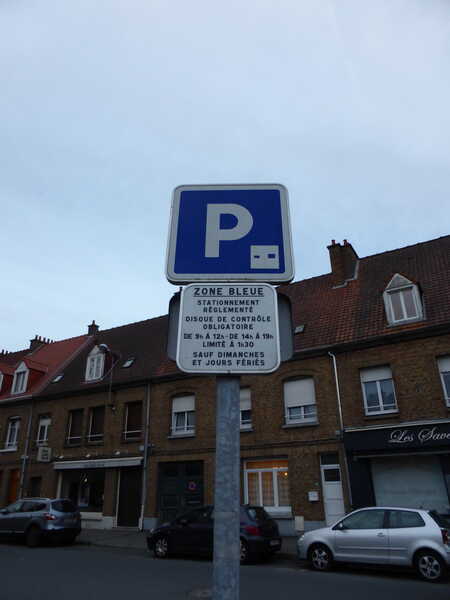 P
ZONE BLEUE
STATIONNEMENT
RÉGLEMENTÉ
DISQUE DE CONTRÔLE
OBLIGATOIRE
DE 9h À 12h - DE 14h À 19h
LIMITÉ À 1h30
SAUF DIMANCHES
ET JOURS FÉRIÉS
Les